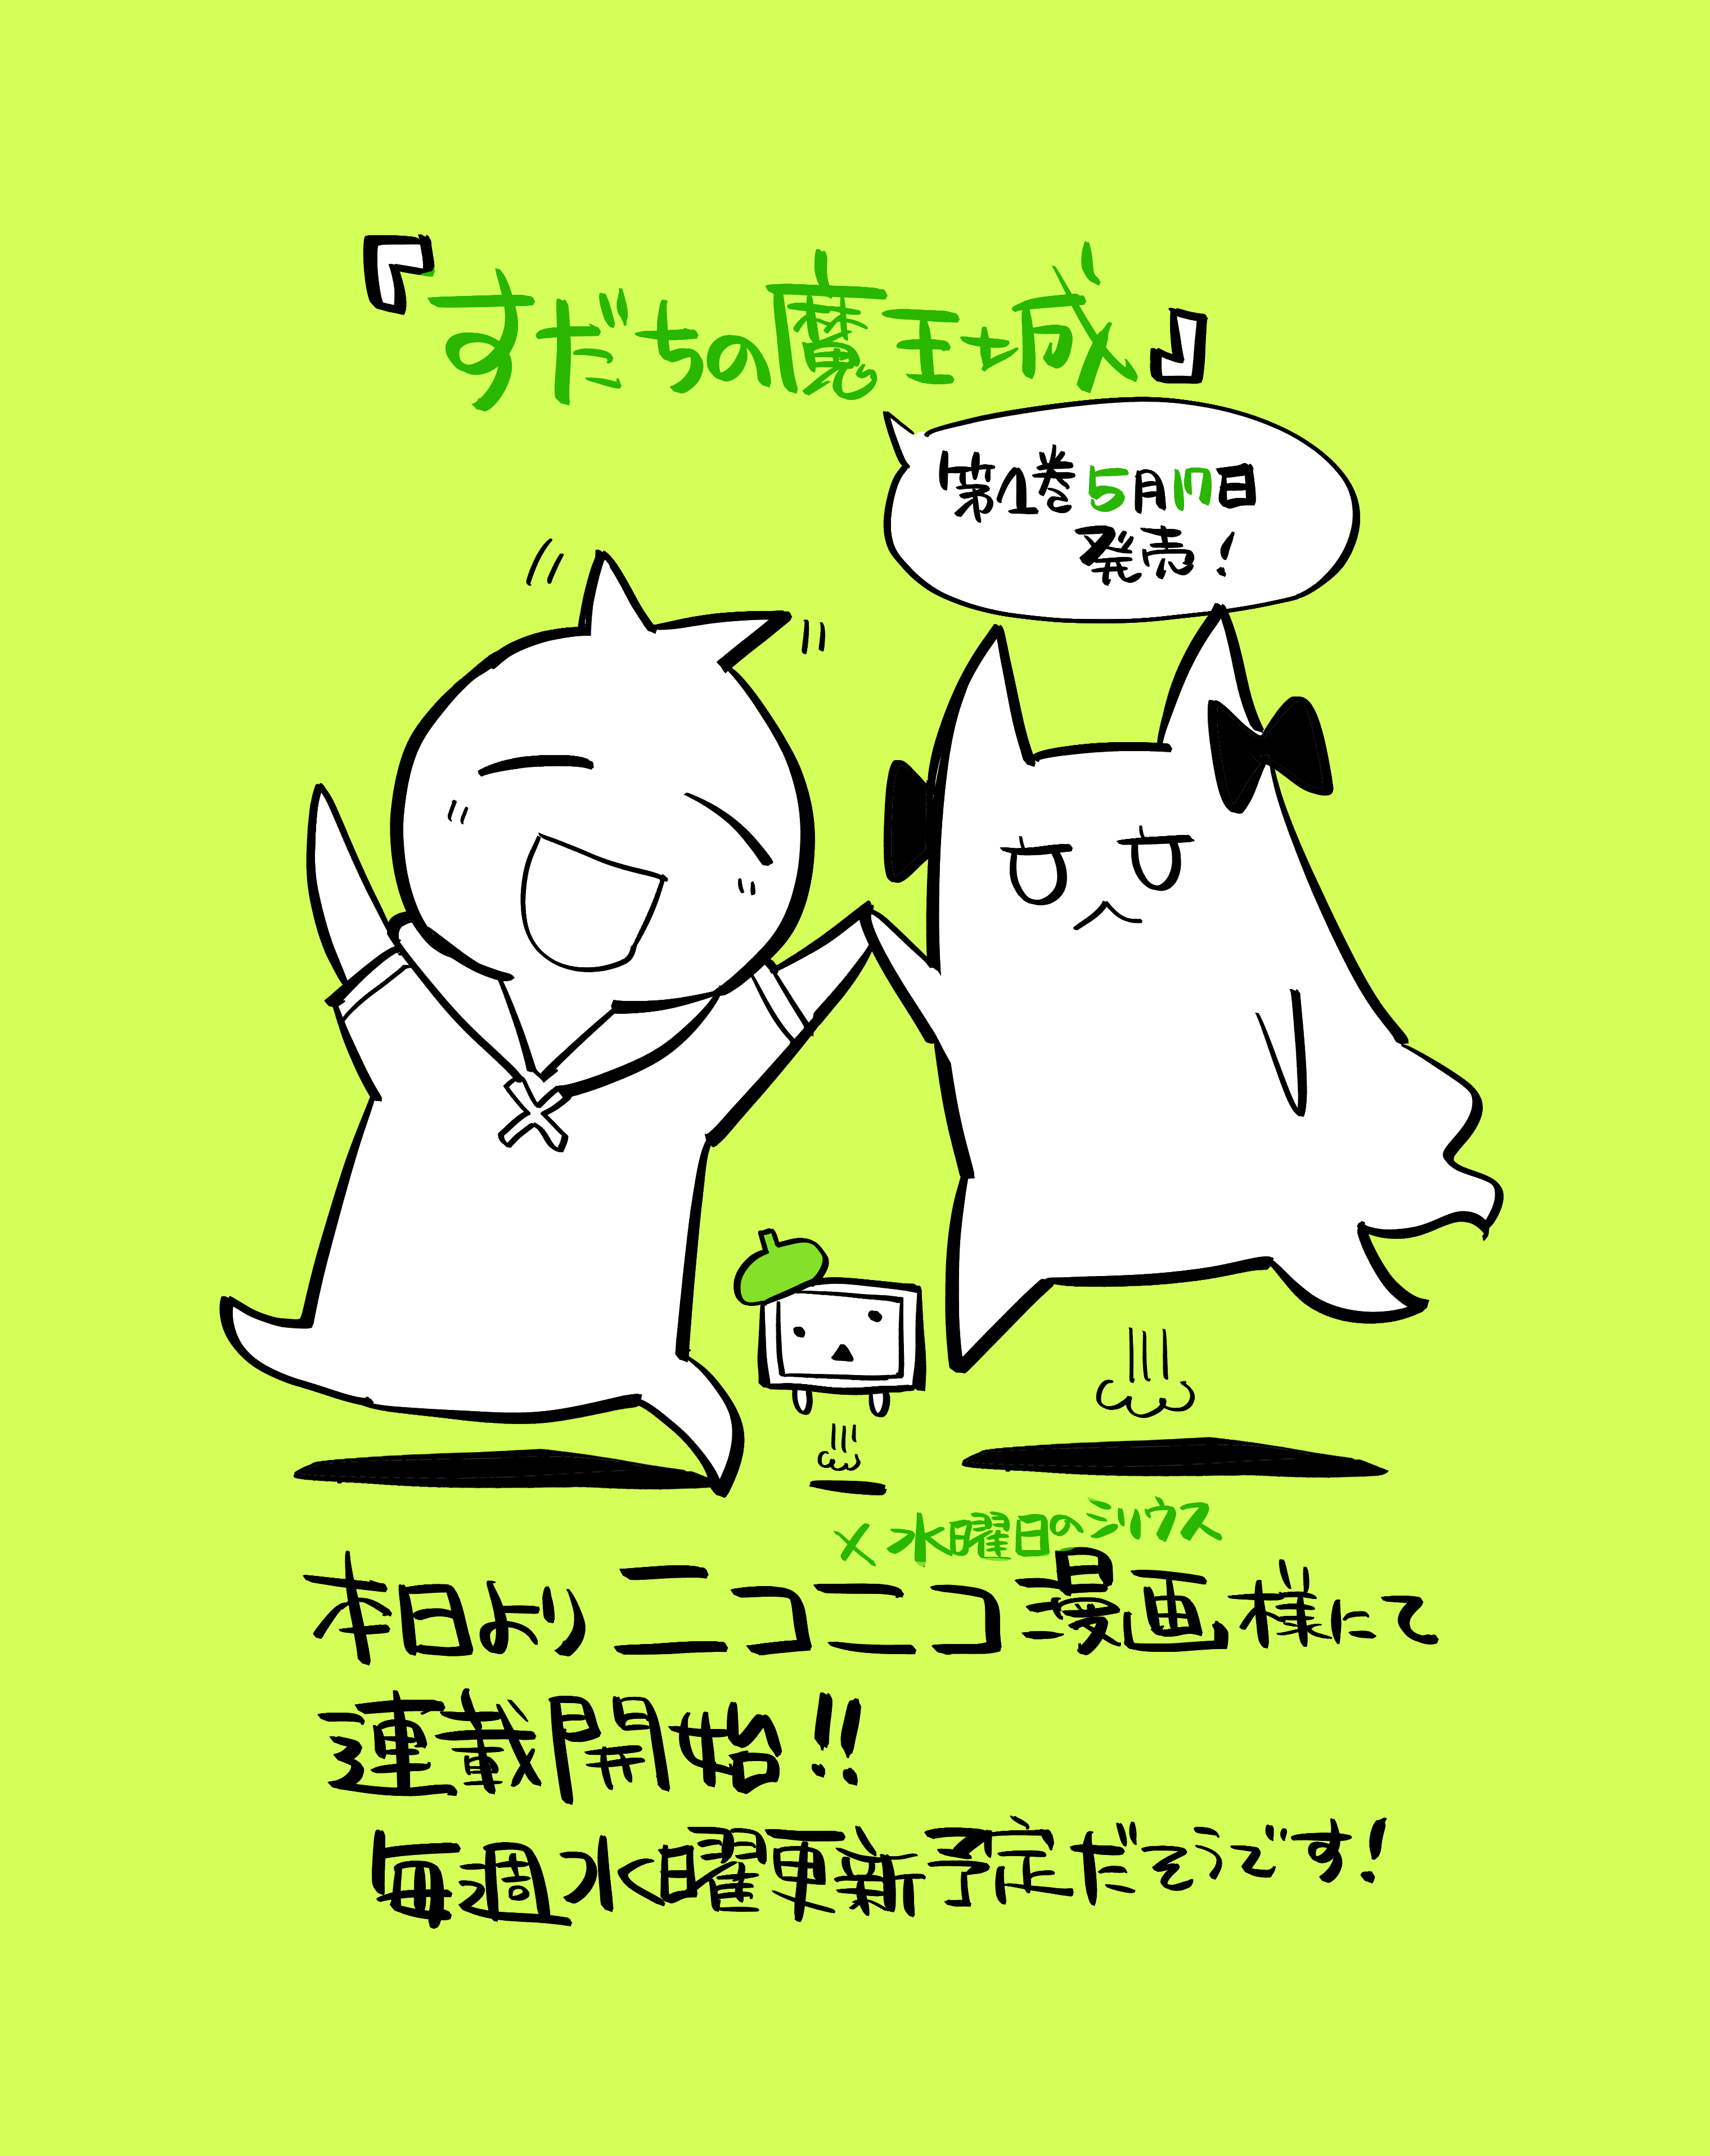 『すだちの魔王城』
第1巻5月17日
発売!
×水曜日のシリウス
本日よりニコニコ漫画様にて
連載開始!!
毎週水曜更新予定だそうです!